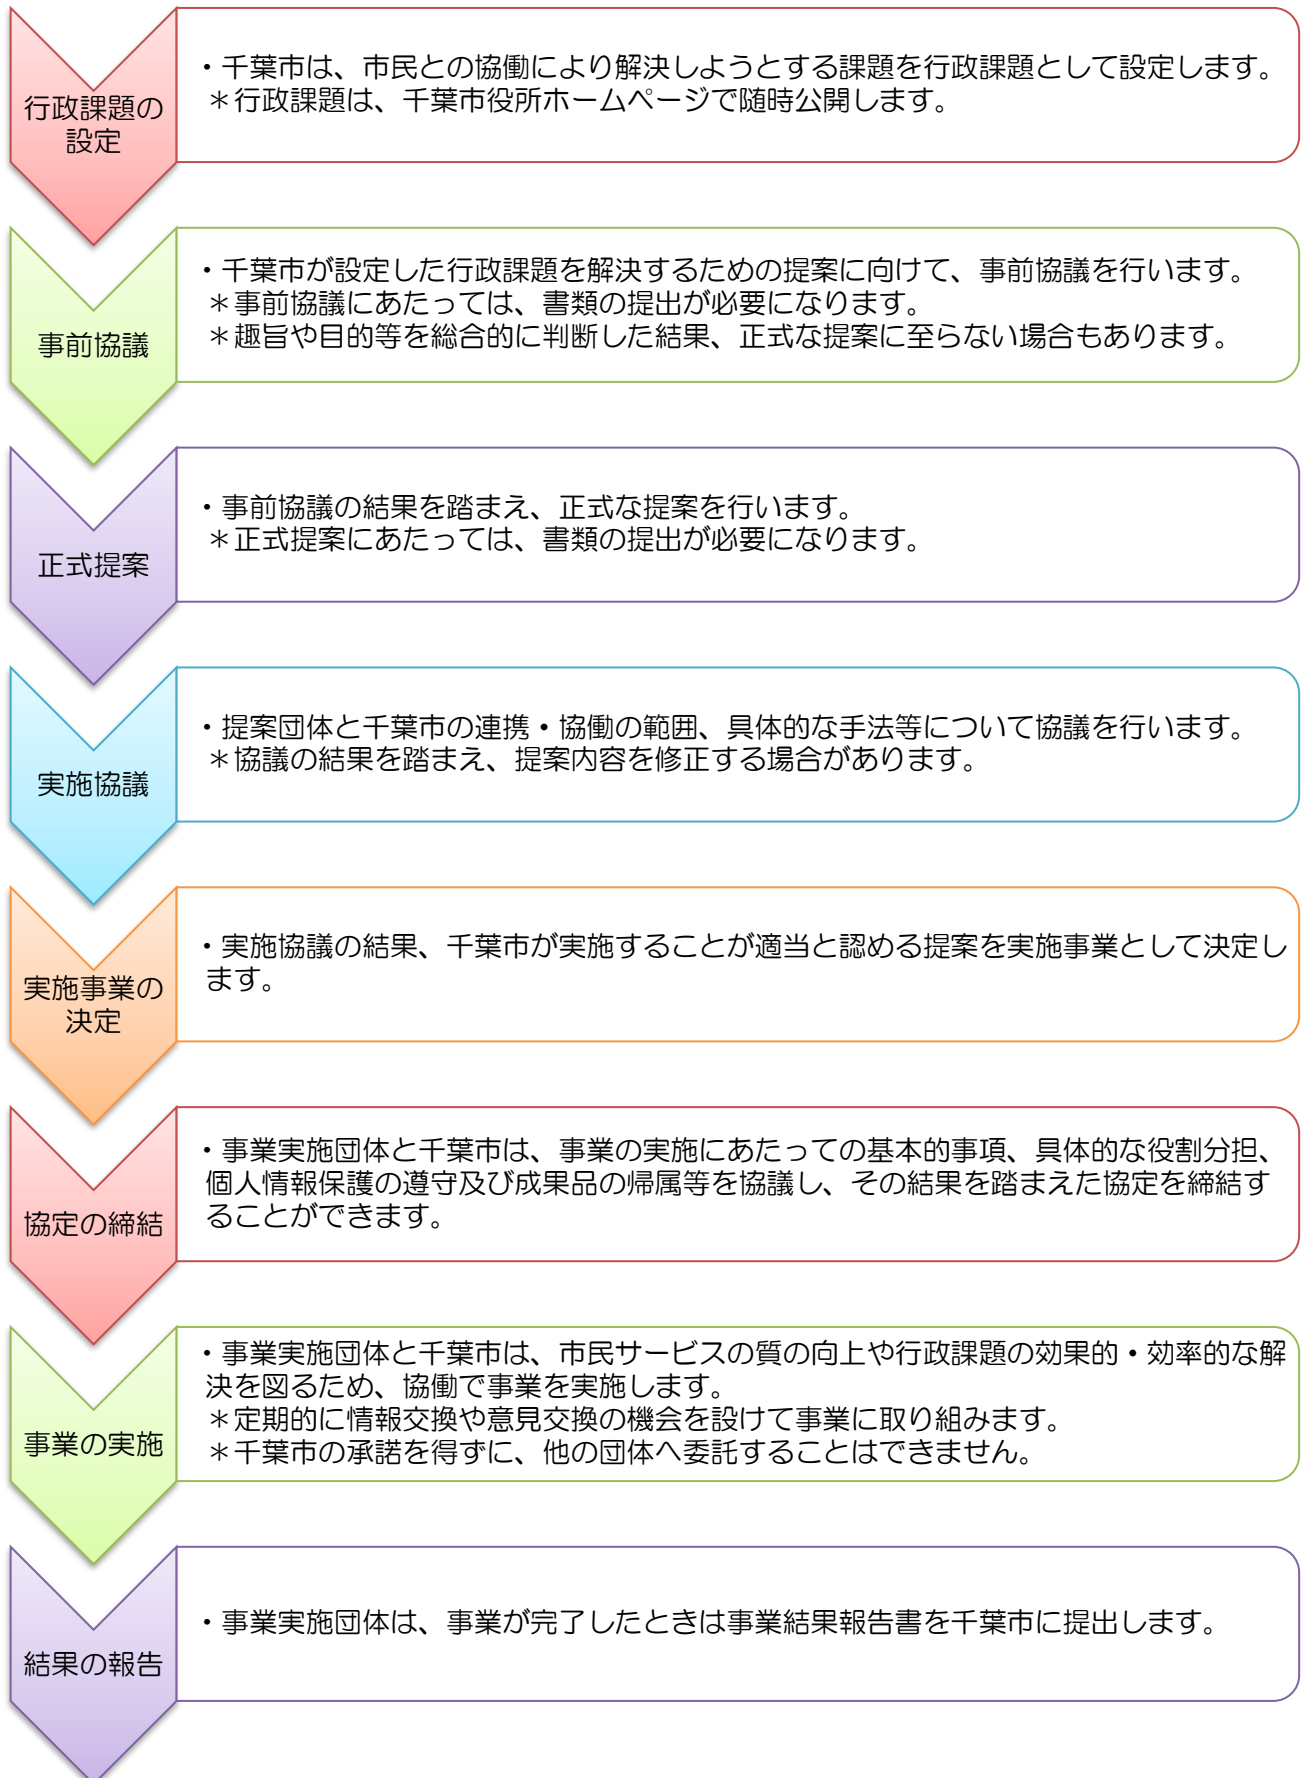 行政課題の
設定
・千葉市は、市民との協働により解決しようとする課題を行政課題として設定します。
＊行政課題は、千葉市役所ホームページで随時公開します。
事前協議
・千葉市が設定した行政課題を解決するための提案に向けて、事前協議を行います。
＊事前協議にあたっては、書類の提出が必要になります。
＊趣旨や目的等を総合的に判断した結果、正式な提案に至らない場合もあります。
正式提案
・事前協議の結果を踏まえ、正式な提案を行います。
＊正式提案にあたっては、書類の提出が必要になります。
実施協議
・提案団体と千葉市の連携・協働の範囲、具体的な手法等について協議を行います。
＊協議の結果を踏まえ、提案内容を修正する場合があります。
実施事業の
決定
・実施協議の結果、千葉市が実施することが適当と認める提案を実施事業として決定し
ます。
協定の締結
・事業実施団体と千葉市は、事業の実施にあたっての基本的事項、具体的な役割分担、
個人情報保護の遵守及び成果品の帰属等を協議し、その結果を踏まえた協定を締結す
ることができます。
事業の実施
・事業実施団体と千葉市は、市民サービスの質の向上や行政課題の効果的・効率的な解
決を図るため、協働で事業を実施します。
＊定期的に情報交換や意見交換の機会を設けて事業に取り組みます。
＊千葉市の承諾を得ずに、他の団体へ委託することはできません。
結果の報告
・事業実施団体は、事業が完了したときは事業結果報告書を千葉市に提出します。